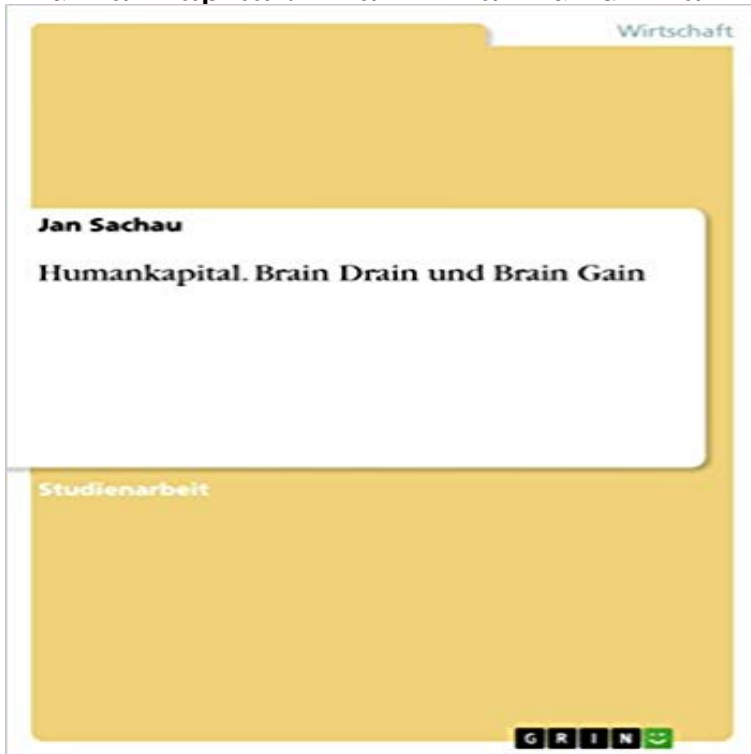 Wirtschaft
Jan Sachau
Humankapital. Brain Drain und Brain Gain
Studienarbeit
GRIN